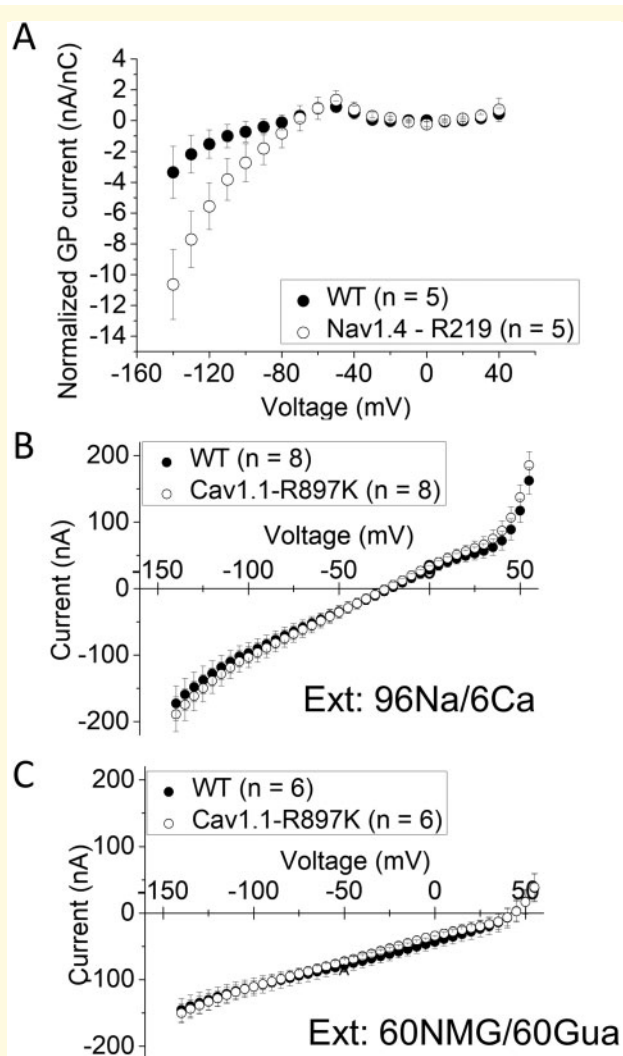 A
Normalized GP current (nA/nC)
4
2
0
-2
-4
-6
-8
-10
-12
-14
WT (n = 5)
Nav1.4 - R219 (n = 5)
-160 -120 -80 -40 0 40
Voltage (mV)
B
WT (n = 8)
Cav1.1-R897K (n = 8)
Voltage (mV)
-150 -100 -50 0 50
Current (nA)
200
100
0
-100
-200
Ext: 96Na/6Ca
C
WT (n = 6)
Cav1.1-R897K (n = 6)
Voltage (mV)
-150 -100 -50 0 50
Current (nA)
200
100
0
-100
-200
Ext: 60NMG/60Gua